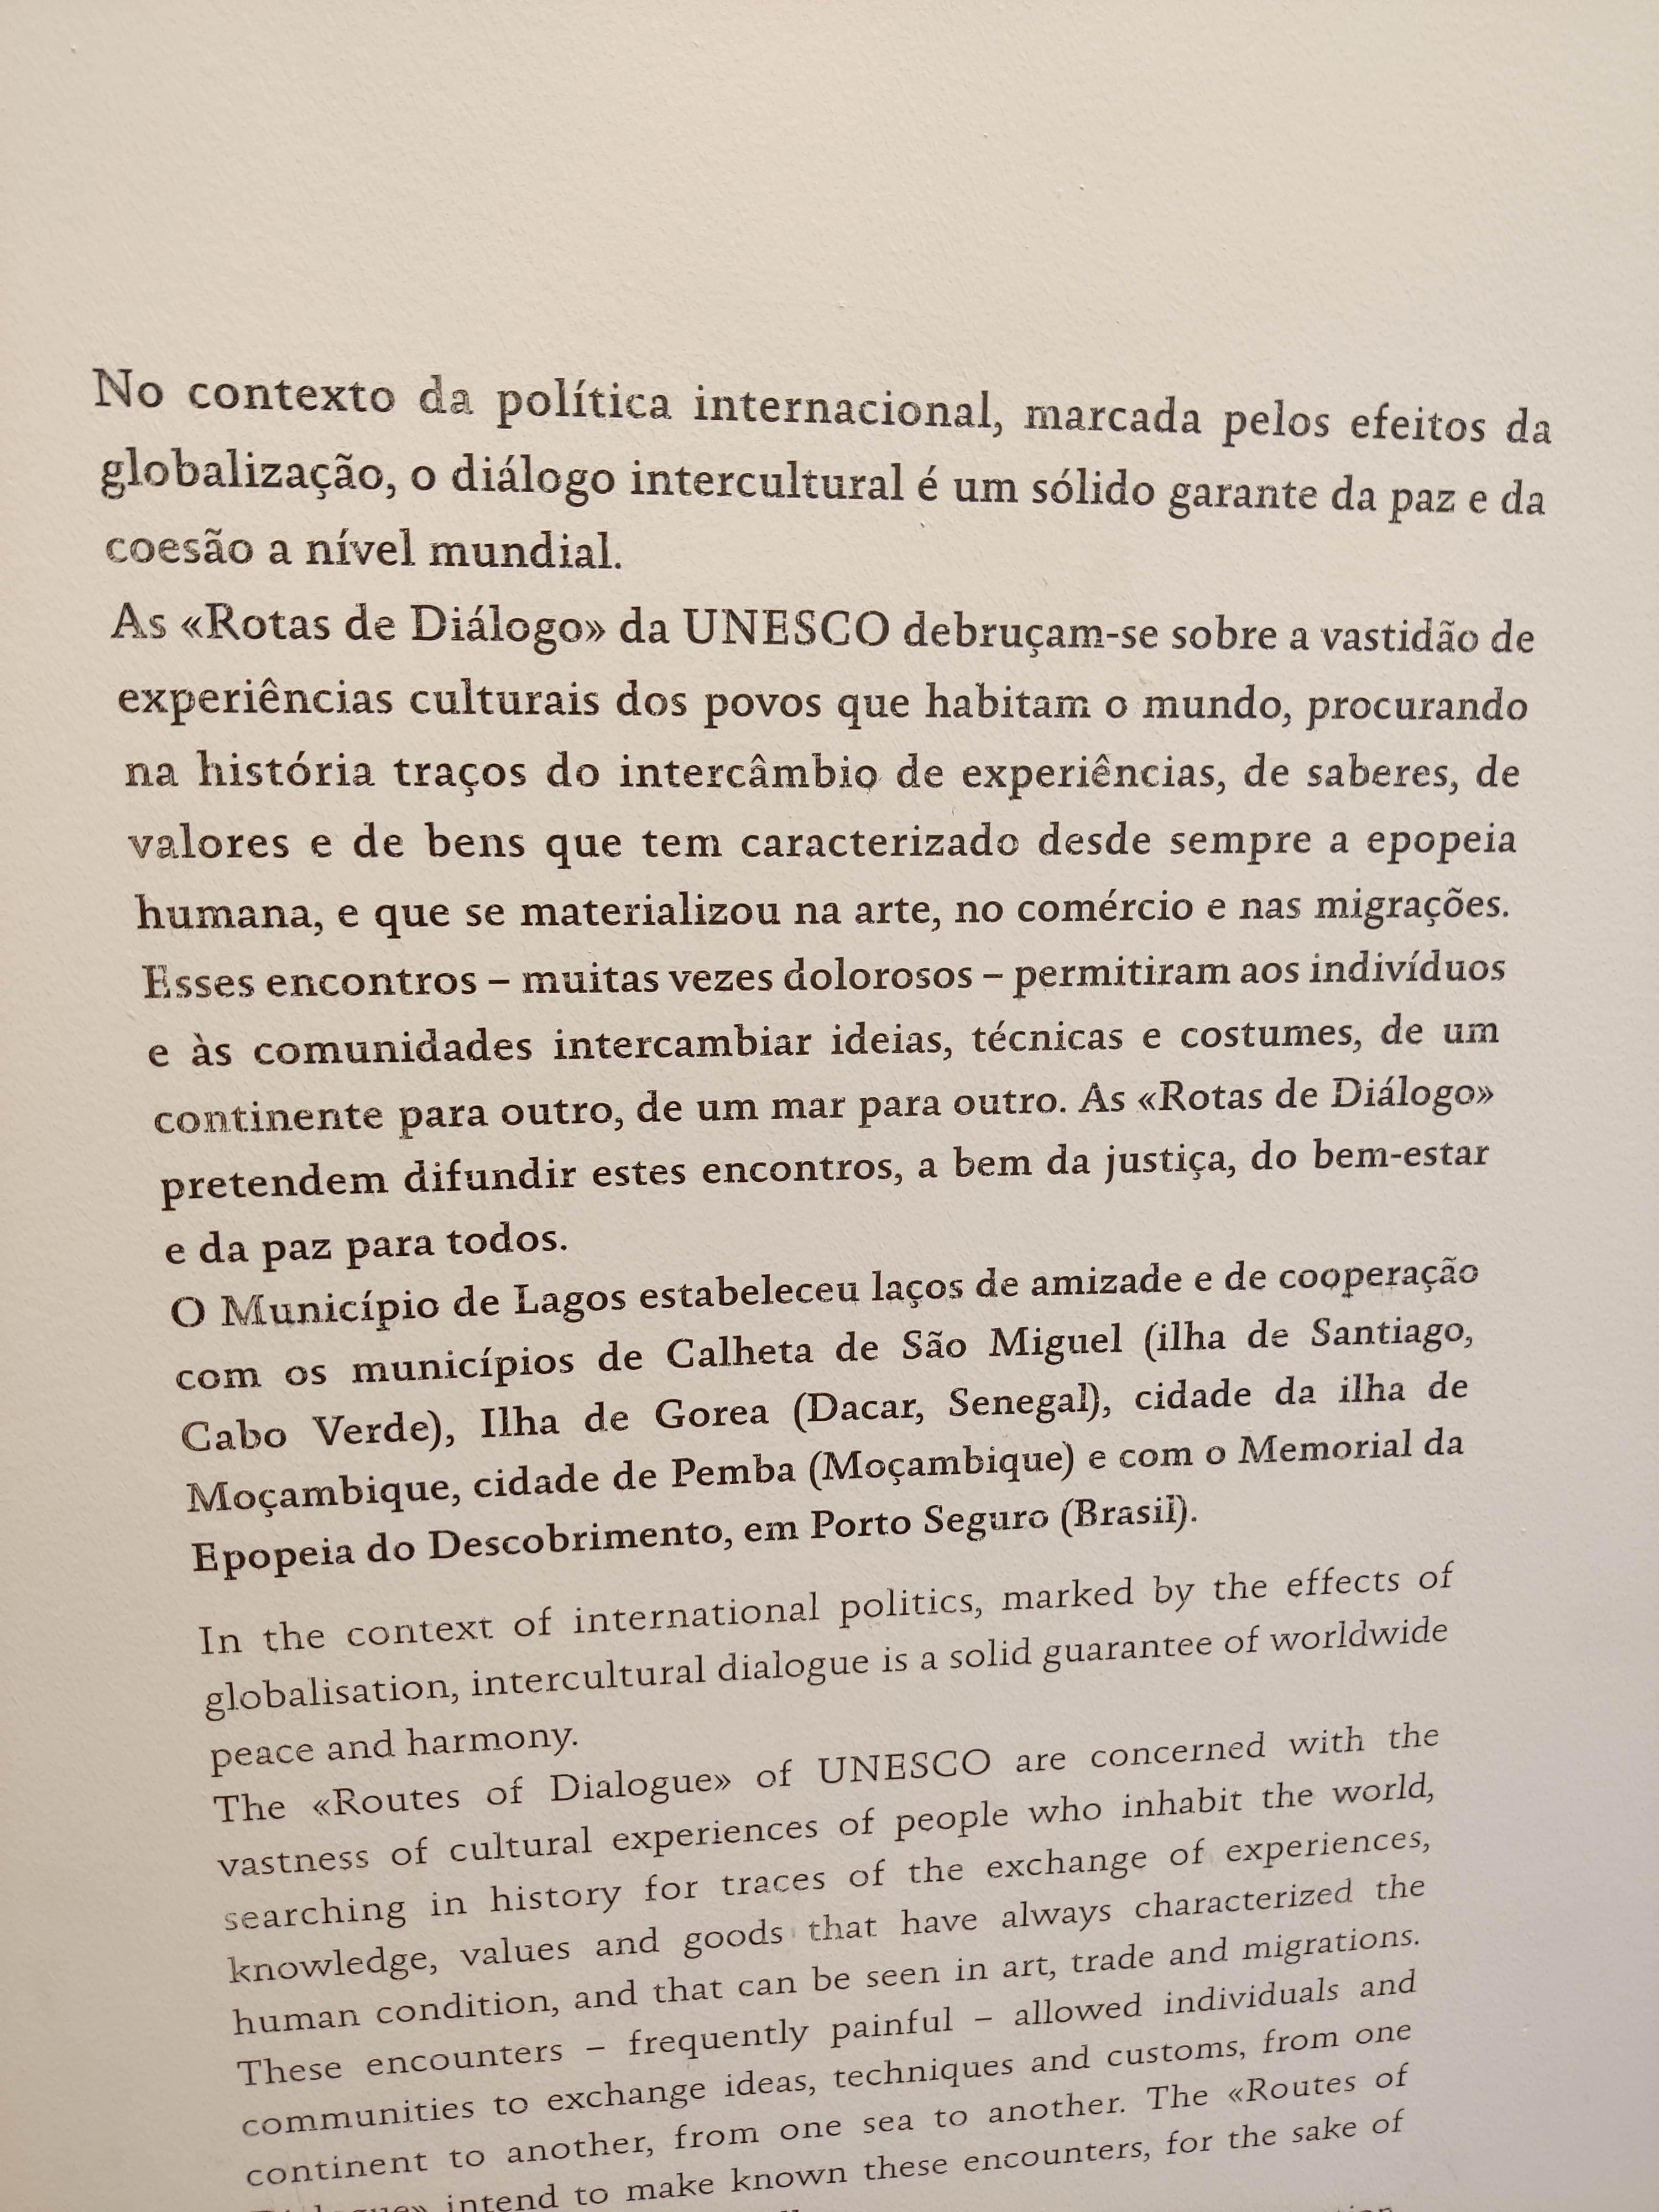 No contexto da política internacional, marcada pelos efeitos da
globalização, o diálogo intercultural é um sólido garante da paz e da
coesão a nível mundial.
As «Rotas de Diálogo» da UNESCO debruçam-se sobre a vastidão de
experiências culturais dos povos que habitam o mundo, procurando
na história traços do intercâmbio de experiências, de saberes, de
valores e de bens que tem caracterizado desde sempre a epopeia
humana, e que se materializou na arte, no comércio e nas migrações.
Esses encontros – muitas vezes dolorosos – permitiram aos indivíduos
e às comunidades intercambiar ideias, técnicas e costumes, de um
continente para outro, de um mar para outro. As «Rotas de Diálogo»
pretendem difundir estes encontros, a bem da justiça, do bem-estar
e da paz para todos.
O Município de Lagos estabeleceu laços de amizade e de cooperação
com os municípios de Calheta de São Miguel (ilha de Santiago,
Cabo Verde), Ilha de Gorea (Dacar, Senegal), cidade da ilha de
Moçambique, cidade de Pemba (Moçambique) e com o Memorial da
Epopeia do Descobrimento, em Porto Seguro (Brasil).
In the context of international politics, marked by the effects of
globalisation, intercultural dialogue is a solid guarantee of worldwide
peace and harmony.
The «Routes of Dialogue» of UNESCO are concerned with the
vastness of cultural experiences of people who inhabit the world,
searching in history for traces of the exchange of experiences,
knowledge, values and goods that have always characterized the
human condition, and that can be seen in art, trade and migrations.
These encounters – frequently painful – allowed individuals and
communities to exchange ideas, techniques and customs, from one
continent to another, from one sea to another. The «Routes of
intend to make known these encounters, for the sake of